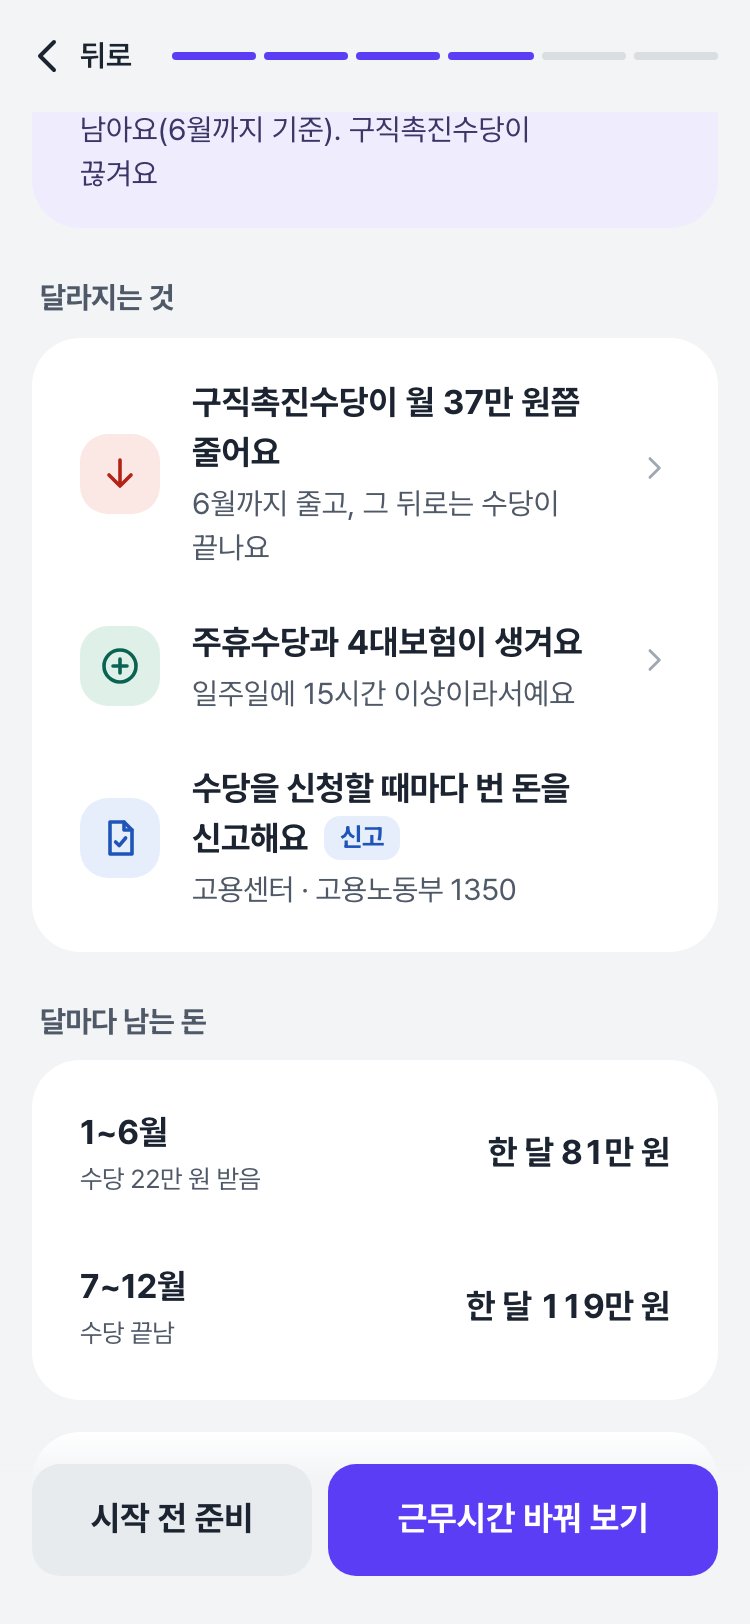 뒤로
남아요(6월까지 기준). 구직촉진수당이
끊겨요
달라지는 것
구직촉진수당이 월 37만 원쯤
줄어요
6월까지 줄고, 그 뒤로는 수당이
끝나요
주휴수당과 4대보험이 생겨요
일주일에 15시간 이상이라서예요
수당을 신청할 때마다 번 돈을
신고해요 신고
고용센터 · 고용노동부 1350
달마다 남는 돈
1~6월
수당 22만 원 받음
한 달 81만 원
7~12월
수당 끝남
한 달 119만 원
시작 전 준비
근무시간 바꿔 보기